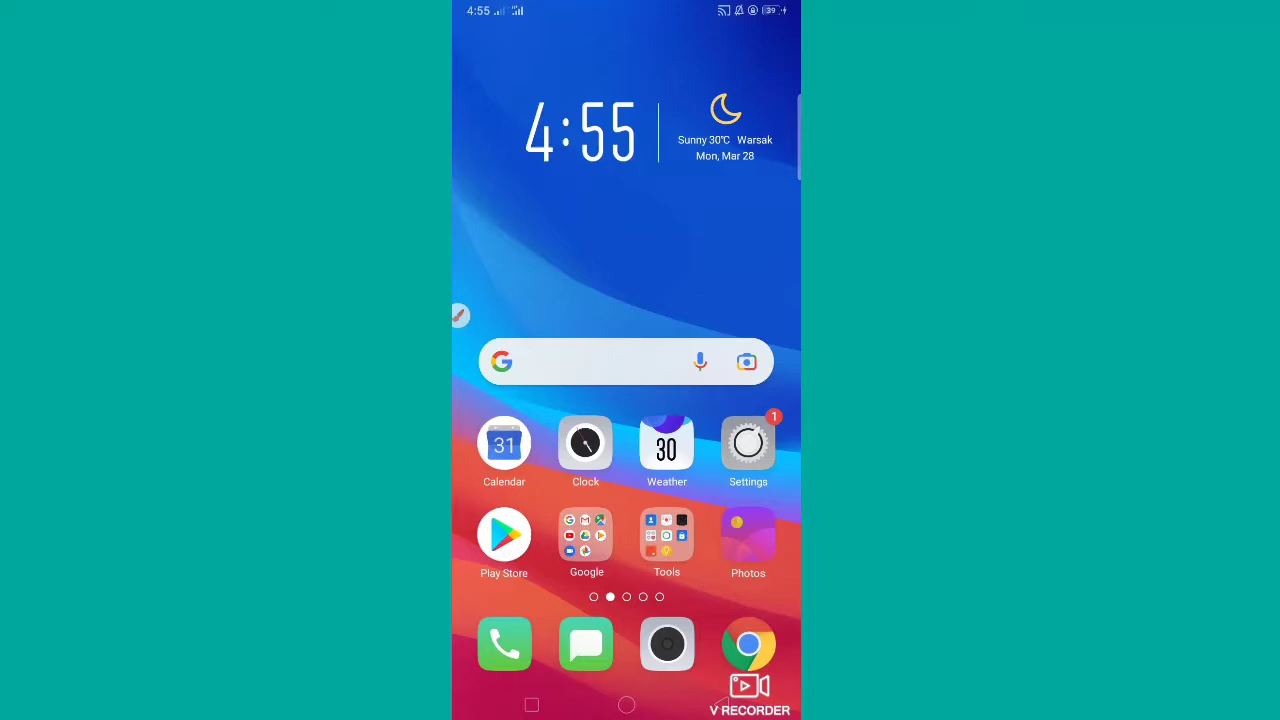 4:55
39
4:55
Sunny 30℃ Warsak
Mon, Mar 28
G
1
31
30
Calendar
Clock
Weather
Settings
Play Store
Google
Tools
Photos
V RECORDER